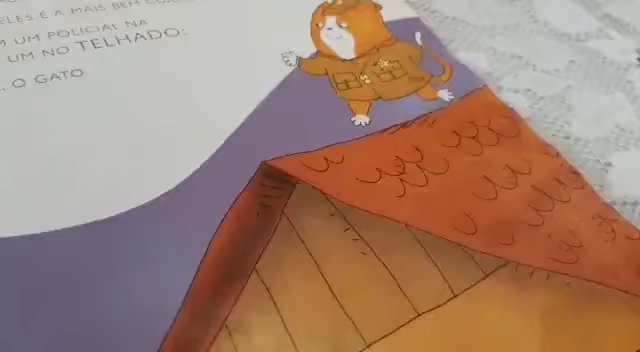 ELES É A MAIS BEM
UM POLICIAL NA
UM NO TELHADO:
O GATO